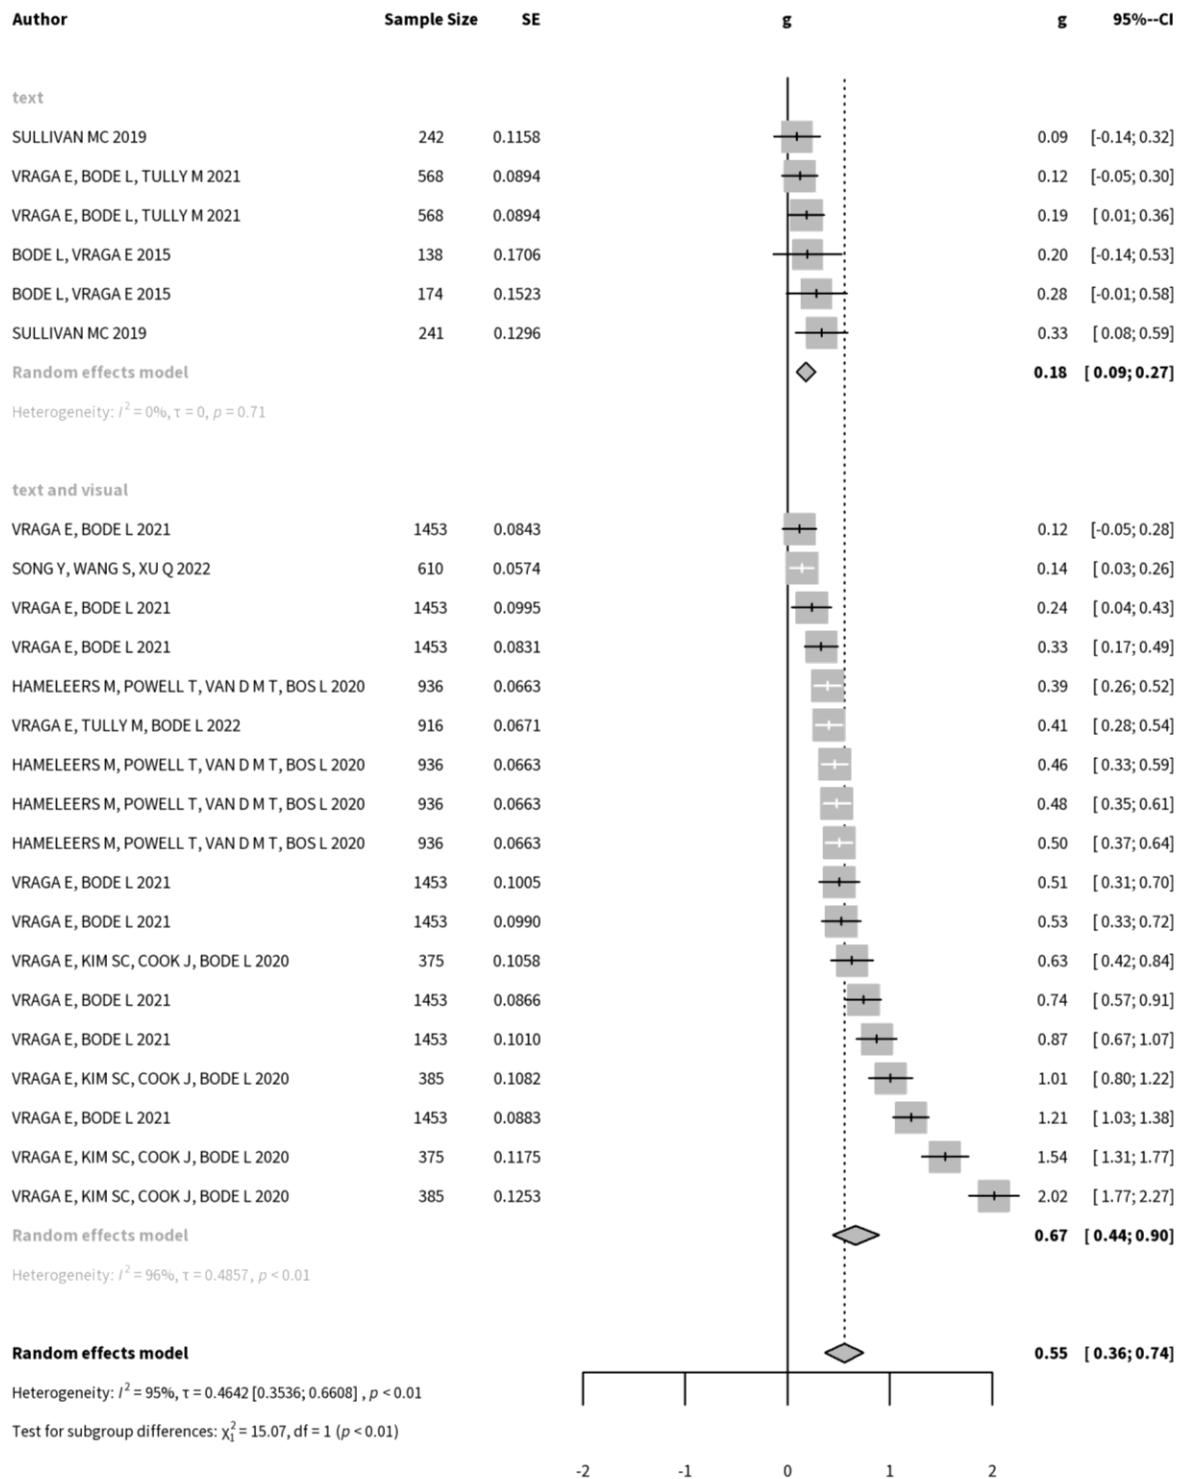 Author Sample Size SE g g 95%--CI
text
SULLIVAN MC 2019 242 0.1158 0.09 [-0.14; 0.32]
VRAGA E, BODE L, TULLY M 2021 568 0.0894 0.12 [-0.05; 0.30]
VRAGA E, BODE L, TULLY M 2021 568 0.0894 0.19 [ 0.01; 0.36]
BODE L, VRAGA E 2015 138 0.1706 0.20 [-0.14; 0.53]
BODE L, VRAGA E 2015 174 0.1523 0.28 [-0.01; 0.58]
SULLIVAN MC 2019 241 0.1296 0.33 [ 0.08; 0.59]
Random effects model 0.18 [ 0.09; 0.27]
Heterogeneity: I² = 0%, τ = 0, p = 0.71
text and visual
VRAGA E, BODE L 2021 1453 0.0843 0.12 [-0.05; 0.28]
SONG Y, WANG S, XU Q 2022 610 0.0574 0.14 [ 0.03; 0.26]
VRAGA E, BODE L 2021 1453 0.0995 0.24 [ 0.04; 0.43]
VRAGA E, BODE L 2021 1453 0.0831 0.33 [ 0.17; 0.49]
HAMELEERS M, POWELL T, VAN D M T, BOS L 2020 936 0.0663 0.39 [ 0.26; 0.52]
VRAGA E, TULLY M, BODE L 2022 916 0.0671 0.41 [ 0.28; 0.54]
HAMELEERS M, POWELL T, VAN D M T, BOS L 2020 936 0.0663 0.46 [ 0.33; 0.59]
HAMELEERS M, POWELL T, VAN D M T, BOS L 2020 936 0.0663 0.48 [ 0.35; 0.61]
HAMELEERS M, POWELL T, VAN D M T, BOS L 2020 936 0.0663 0.50 [ 0.37; 0.64]
VRAGA E, BODE L 2021 1453 0.1005 0.51 [ 0.31; 0.70]
VRAGA E, BODE L 2021 1453 0.0990 0.53 [ 0.33; 0.72]
VRAGA E, KIM SC, COOK J, BODE L 2020 375 0.1058 0.63 [ 0.42; 0.84]
VRAGA E, BODE L 2021 1453 0.0866 0.74 [ 0.57; 0.91]
VRAGA E, BODE L 2021 1453 0.1010 0.87 [ 0.67; 1.07]
VRAGA E, KIM SC, COOK J, BODE L 2020 385 0.1082 1.01 [ 0.80; 1.22]
VRAGA E, BODE L 2021 1453 0.0883 1.21 [ 1.03; 1.38]
VRAGA E, KIM SC, COOK J, BODE L 2020 375 0.1175 1.54 [ 1.31; 1.77]
VRAGA E, KIM SC, COOK J, BODE L 2020 385 0.1253 2.02 [ 1.77; 2.27]
Random effects model 0.67 [ 0.44; 0.90]
Heterogeneity: I² = 96%, τ = 0.4857, p < 0.01
Random effects model 0.55 [ 0.36; 0.74]
Heterogeneity: I² = 95%, τ = 0.4642 [0.3536; 0.6608] , p < 0.01
Test for subgroup differences: χ²₁ = 15.07, df = 1 (p < 0.01)
-2 -1 0 1 2